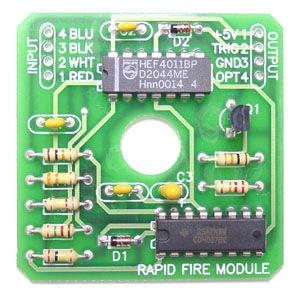 INPUT
4 BLU
3 BLK
2 WHT
1 RED
C2
D2
HEF4011BP
D2044ME
Hnn0014 4
+5V 1
TRIG 2
GND 3
OPT 4
OUTPUT
Q1
C3
D1
RAPID FIRE MODULE